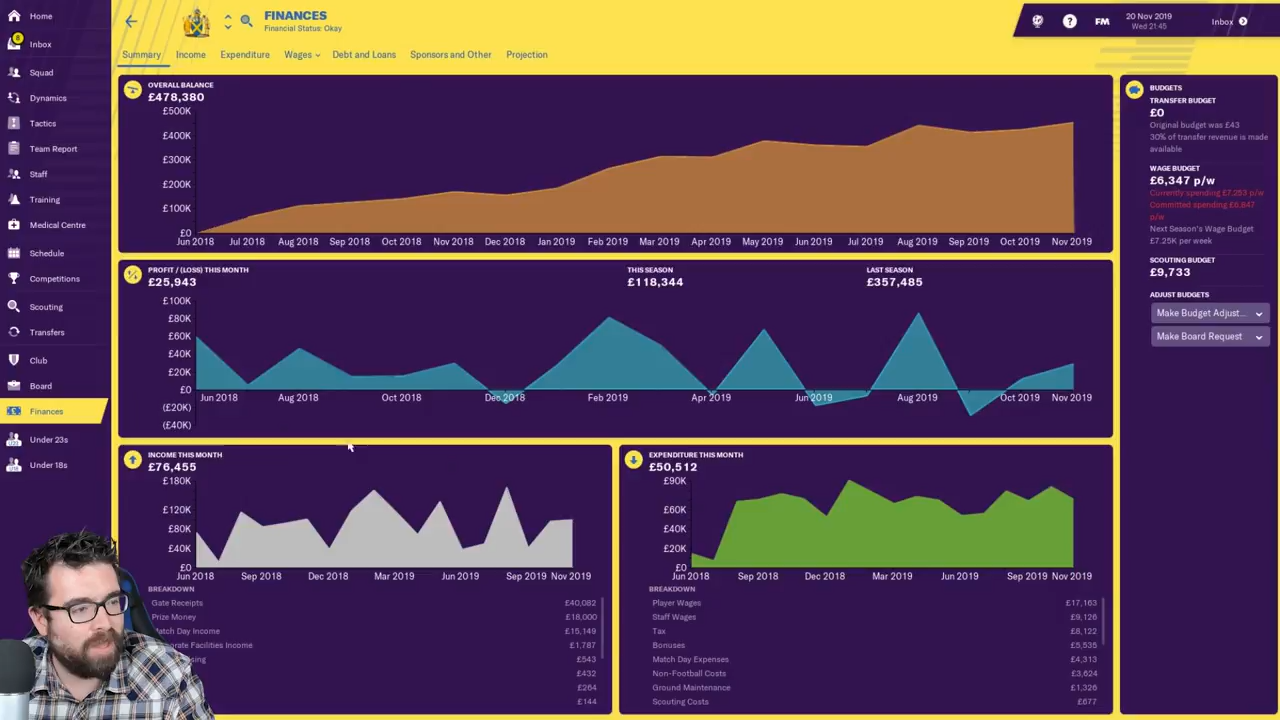 Home
8
Inbox
Squad
Dynamics
Tactics
Team Report
Staff
Training
Medical Centre
Schedule
Competitions
Scouting
Transfers
Club
Board
Finances
Under 23s
Under 18s
FINANCES
Financial Status: Okay
FM
20 Nov 2019
Wed 21:45
Inbox
Summary
Income
Expenditure
Wages
Debt and Loans
Sponsors and Other
Projection
OVERALL BALANCE
£478,380
£500K
£400K
£300K
£200K
£100K
£0
Jun 2018 Jul 2018 Aug 2018 Sep 2018 Oct 2018 Nov 2018 Dec 2018 Jan 2019 Feb 2019 Mar 2019 Apr 2019 May 2019 Jun 2019 Jul 2019 Aug 2019 Sep 2019 Oct 2019 Nov 2019
PROFIT / (LOSS) THIS MONTH
£25,943
THIS SEASON
£118,344
LAST SEASON
£357,485
£100K
£80K
£60K
£40K
£20K
£0
(£20K)
(£40K)
Jun 2018 Aug 2018 Oct 2018 Dec 2018 Feb 2019 Apr 2019 Jun 2019 Aug 2019 Oct 2019 Nov 2019
INCOME THIS MONTH
£76,455
£180K
£120K
£80K
£40K
£0
Jun 2018 Sep 2018 Dec 2018 Mar 2019 Jun 2019 Sep 2019 Nov 2019
BREAKDOWN
Gate Receipts £40,082
Prize Money £18,000
Match Day Income £15,149
Corporate Facilities Income £1,787
£543
£432
£264
£144
EXPENDITURE THIS MONTH
£50,512
£90K
£60K
£40K
£20K
£0
Jun 2018 Sep 2018 Dec 2018 Mar 2019 Jun 2019 Sep 2019 Nov 2019
BREAKDOWN
Player Wages £17,163
Staff Wages £9,126
Tax £8,122
Bonuses £5,535
Match Day Expenses £4,313
Non-Football Costs £3,624
Ground Maintenance £1,326
Scouting Costs £677
BUDGETS
TRANSFER BUDGET
£0
Original budget was £43
30% of transfer revenue is made
available
WAGE BUDGET
£6,347 p/w
Currently spending £7,253 p/w
Committed spending £6,847
p/w
Next Season's Wage Budget
£7.25K per week
SCOUTING BUDGET
£9,733
ADJUST BUDGETS
Make Budget Adjust...
Make Board Request